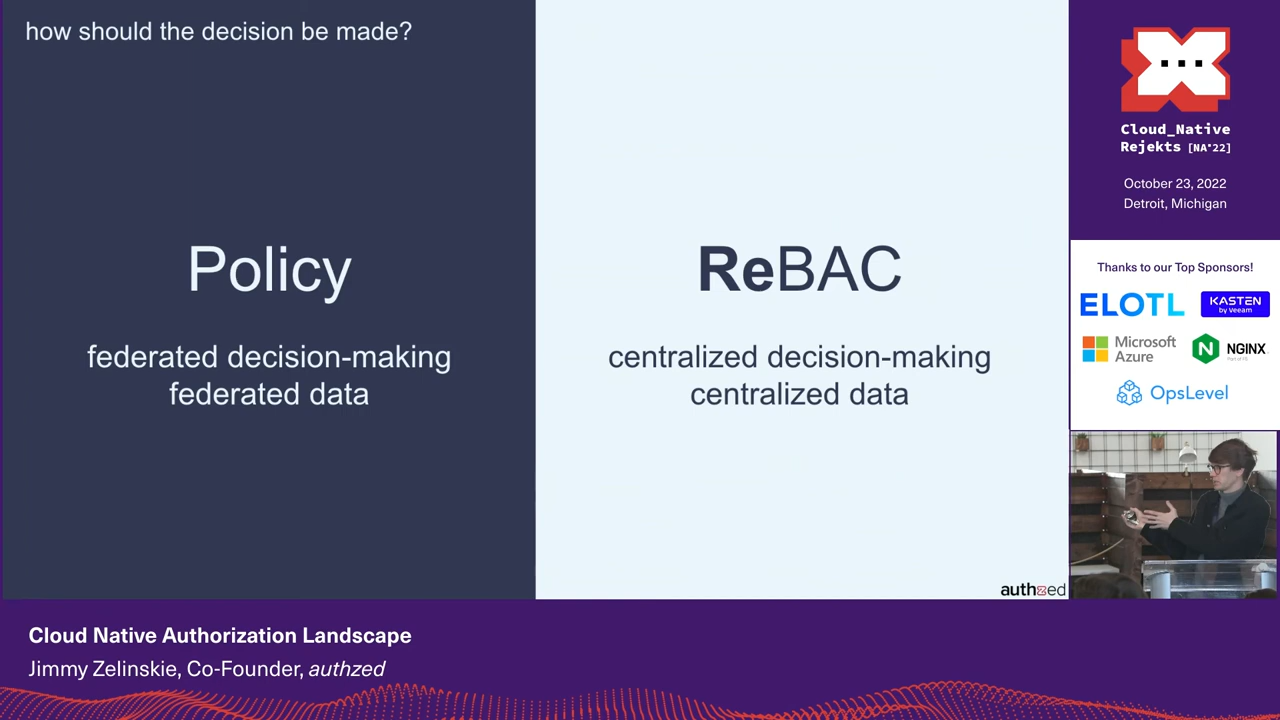 how should the decision be made?
Policy
federated decision-making
federated data
ReBAC
centralized decision-making
centralized data
authzed
Cloud_Native
Rejekts [NA'22]
October 23, 2022
Detroit, Michigan
Thanks to our Top Sponsors!
ELOTL
KASTEN
by Veeam
Microsoft
Azure
N
NGINX
OpsLevel
Cloud Native Authorization Landscape
Jimmy Zelinskie, Co-Founder, authzed